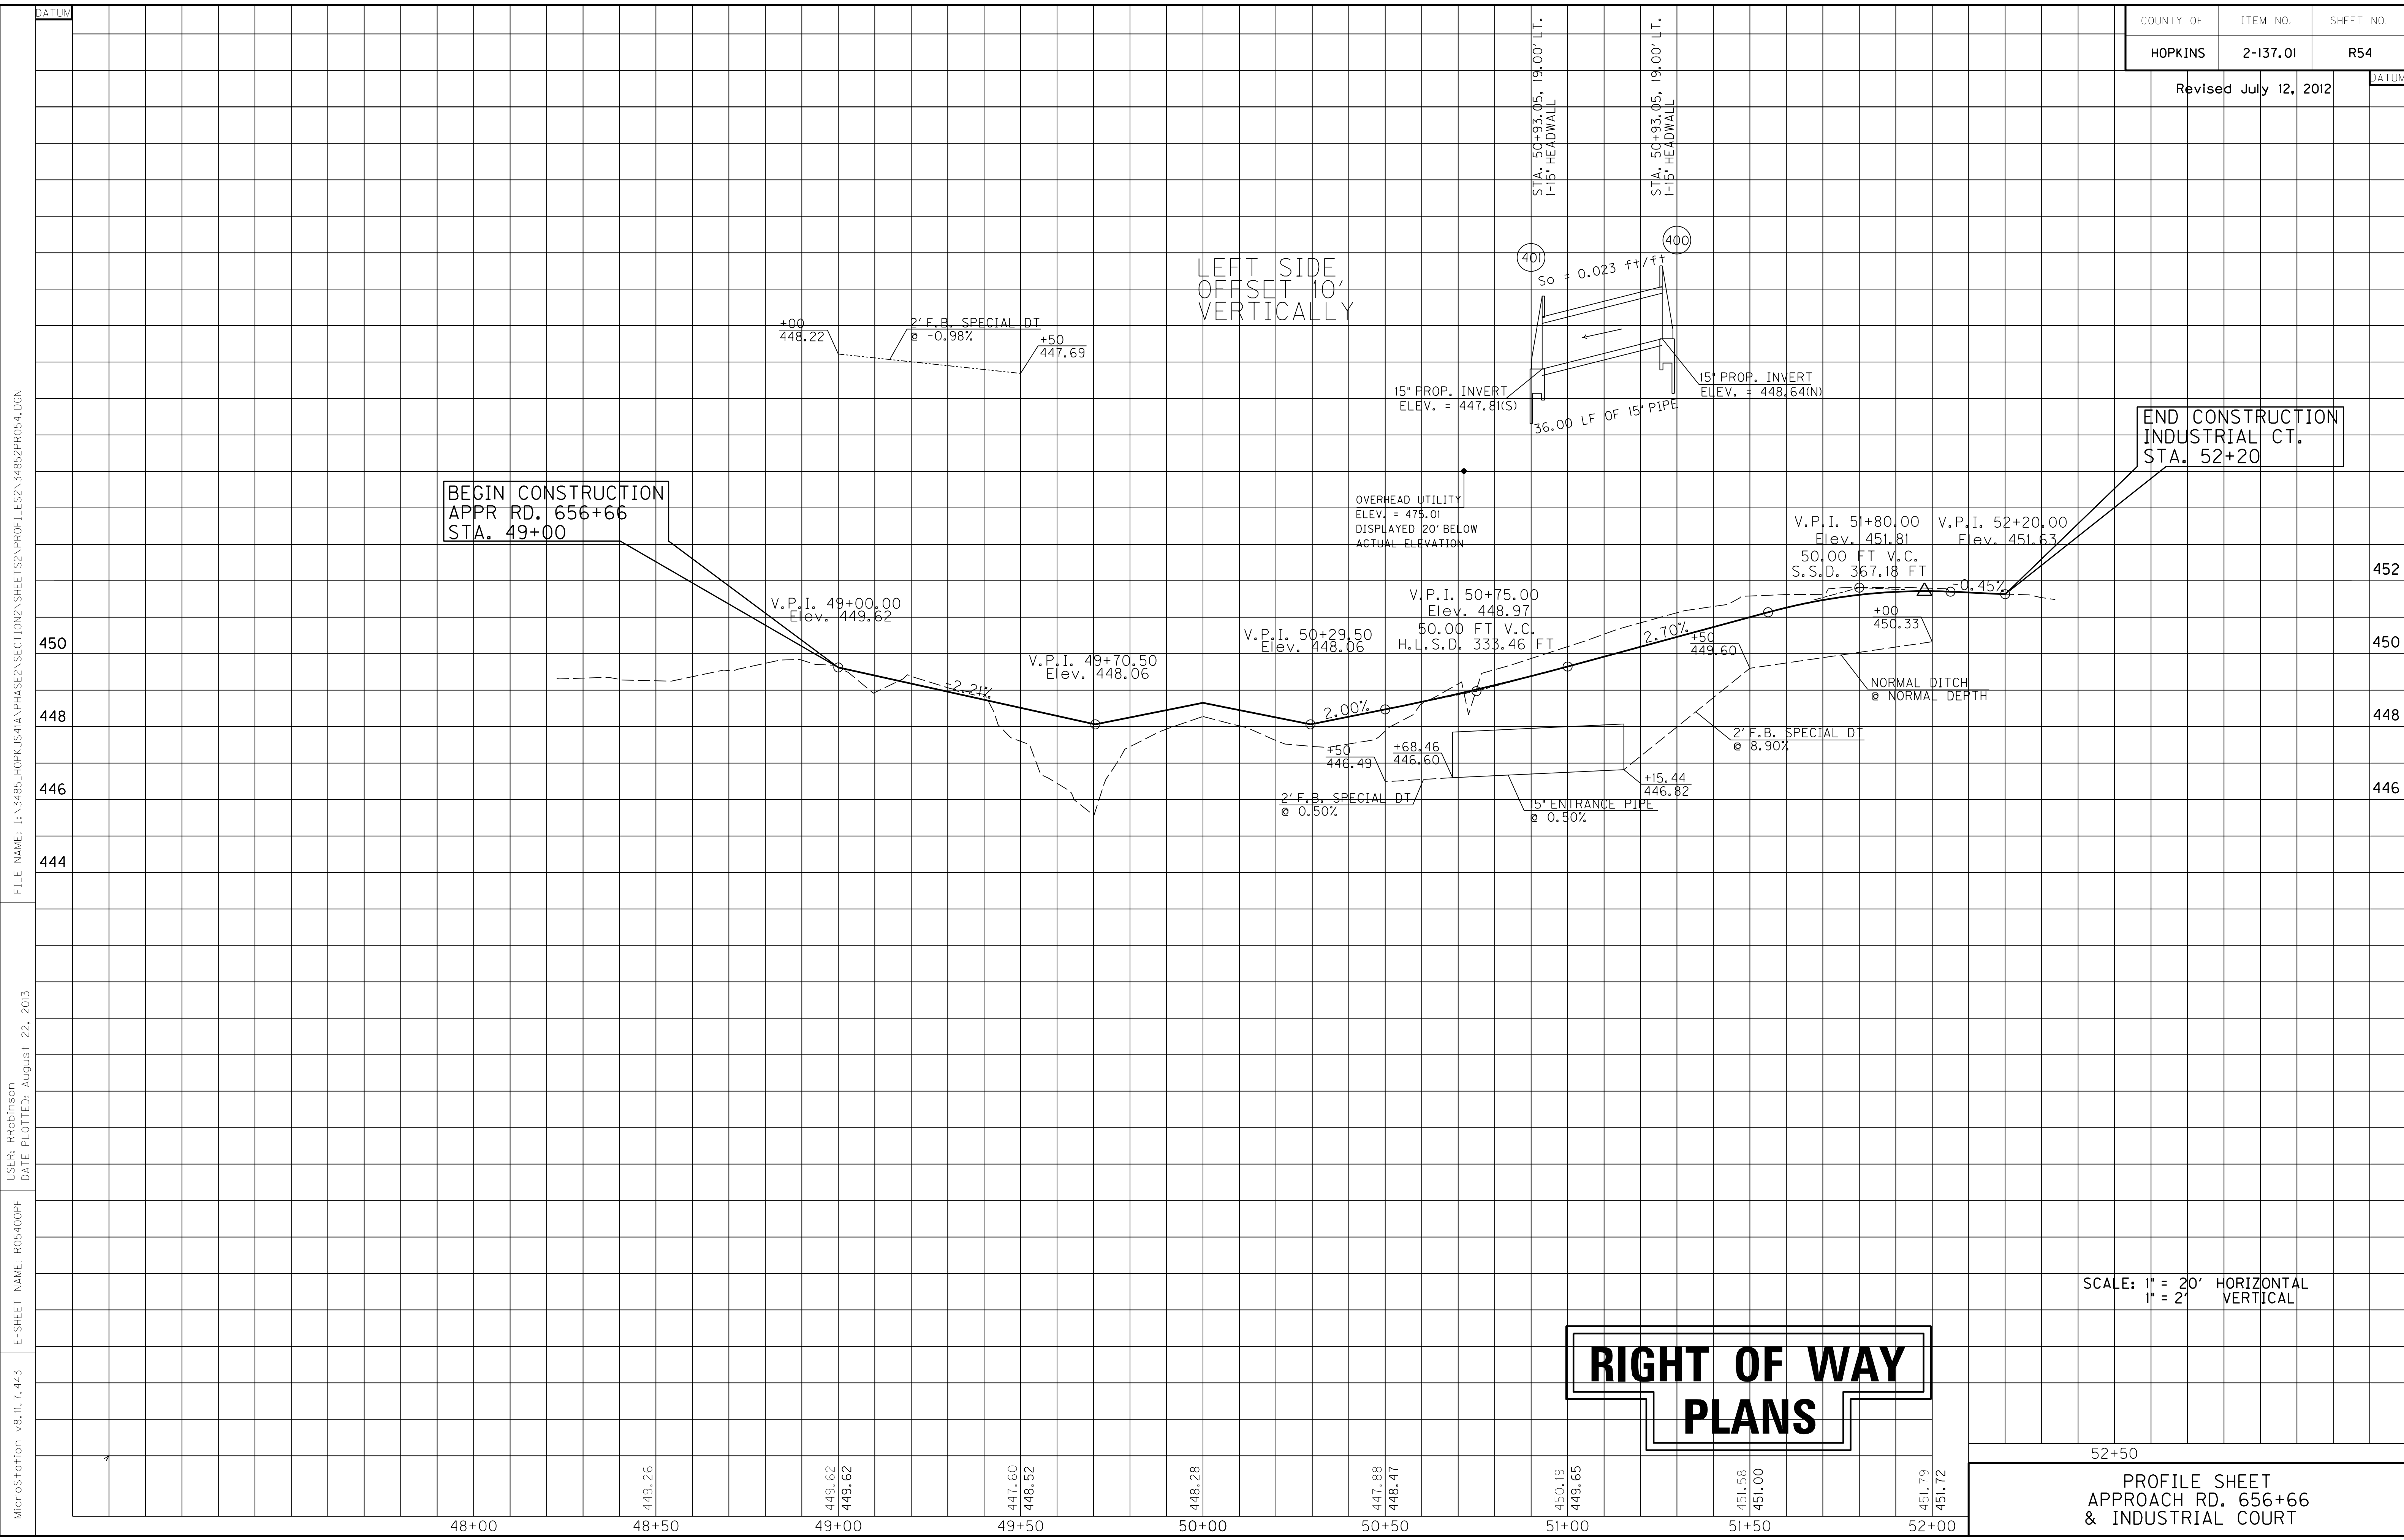 DATUM
COUNTY OF ITEM NO. SHEET NO.
HOPKINS 2-137.01 R54
DATUM
Revised July 12, 2012
STA. 50+93.05, 19.00' LT.
1-15" HEADWALL
STA. 50+93.05, 19.00' LT.
1-15" HEADWALL
401
400
So = 0.023 ft/ft
LEFT SIDE
OFFSET 10'
VERTICALLY
+00
448.22
2' F.B. SPECIAL DT
@ -0.98%
+50
447.69
15" PROP. INVERT
ELEV. = 447.81(S)
15" PROP. INVERT
ELEV. = 448.64(N)
36.00 LF OF 15" PIPE
END CONSTRUCTION
INDUSTRIAL CT.
STA. 52+20
BEGIN CONSTRUCTION
APPR RD. 656+66
STA. 49+00
OVERHEAD UTILITY
ELEV. = 475.01
DISPLAYED 20' BELOW
ACTUAL ELEVATION
V.P.I. 51+80.00
Elev. 451.81
50.00 FT V.C.
S.S.D. 367.18 FT
V.P.I. 52+20.00
Elev. 451.63
-0.45%
V.P.I. 49+00.00
Elev. 449.62
V.P.I. 49+70.50
Elev. 448.06
-2.21%
V.P.I. 50+29.50
Elev. 448.06
V.P.I. 50+75.00
Elev. 448.97
50.00 FT V.C.
H.L.S.D. 333.46 FT
2.00%
2.70%
+50
449.60
+00
450.33
NORMAL DITCH
@ NORMAL DEPTH
2' F.B. SPECIAL DT
@ 8.90%
+50
446.49
+68.46
446.60
+15.44
446.82
2' F.B. SPECIAL DT
@ 0.50%
15" ENTRANCE PIPE
@ 0.50%
450
448
446
444
452
450
448
446
FILE NAME: I:\3485_HOPKUS41A\PHASE2\SECTION2\SHEETS2\PROFILES2\34852PR054.DGN
USER: RRobinson
DATE PLOTTED: August 22, 2013
E-SHEET NAME: R05400PF
MicroStation v8.11.7.443
SCALE: 1" = 20' HORIZONTAL
1" = 2' VERTICAL
RIGHT OF WAY
PLANS
449.26
449.62
449.62
447.60
448.52
448.28
447.88
448.47
450.19
449.65
451.58
451.00
451.79
451.72
48+00 48+50 49+00 49+50 50+00 50+50 51+00 51+50 52+00
52+50
PROFILE SHEET
APPROACH RD. 656+66
& INDUSTRIAL COURT